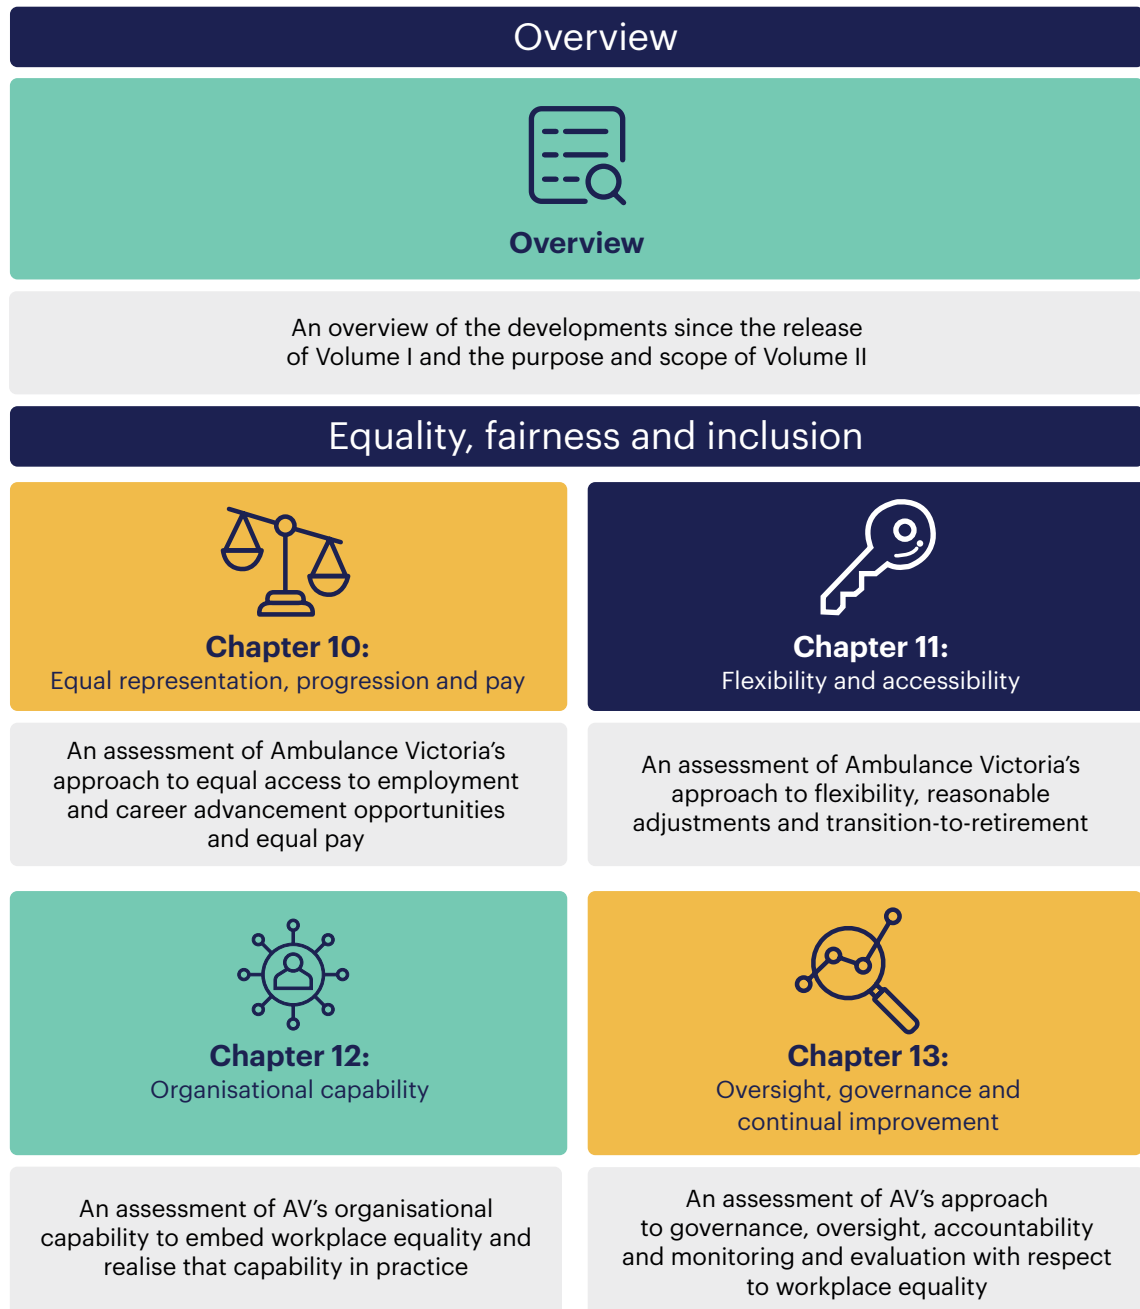 Overview
Overview
An overview of the developments since the release
of Volume I and the purpose and scope of Volume II
Equality, fairness and inclusion
Chapter 10:
Equal representation, progression and pay
An assessment of Ambulance Victoria’s
approach to equal access to employment
and career advancement opportunities
and equal pay
Chapter 11:
Flexibility and accessibility
An assessment of Ambulance Victoria’s
approach to flexibility, reasonable
adjustments and transition-to-retirement
Chapter 12:
Organisational capability
An assessment of AV’s organisational
capability to embed workplace equality and
realise that capability in practice
Chapter 13:
Oversight, governance and
continual improvement
An assessment of AV’s approach
to governance, oversight, accountability
and monitoring and evaluation with respect
to workplace equality